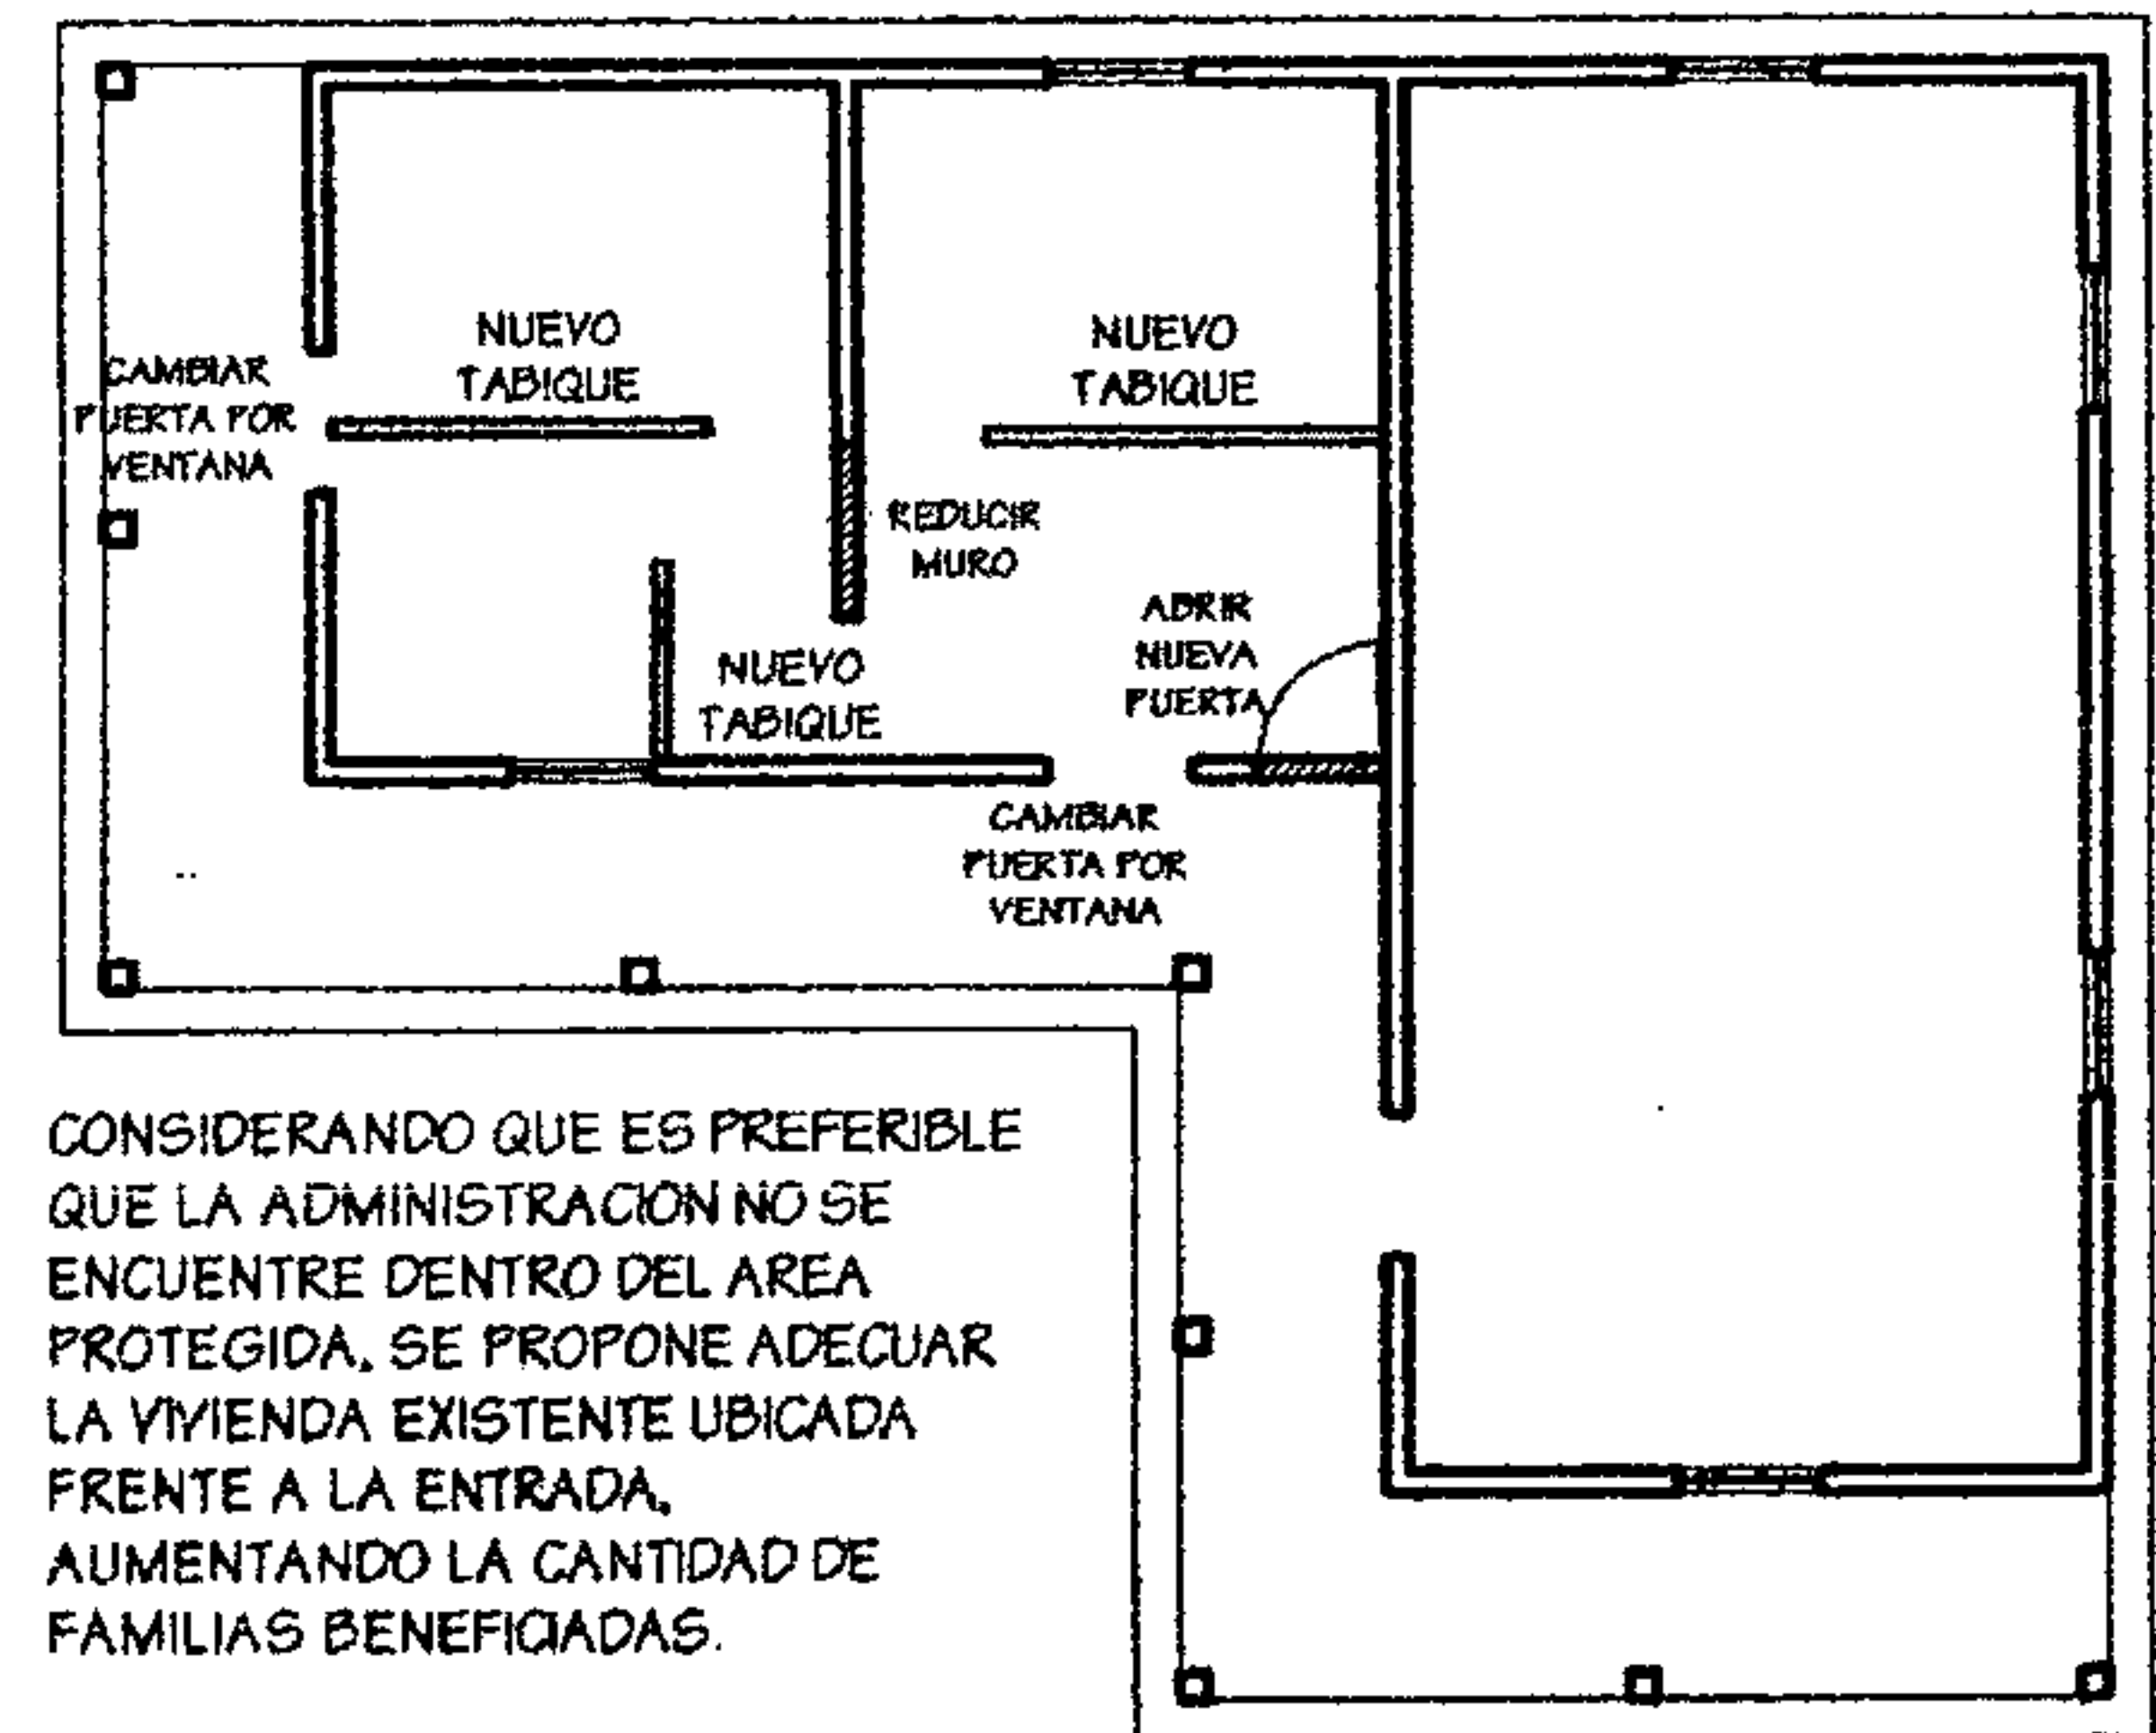 NUEVO
TABIQUE
NUEVO
TABIQUE
CAMBIAR
PUERTA POR
VENTANA
REDUCIR
MURO
ABRIR
NUEVA
PUERTA
NUEVO
TABIQUE
CAMBIAR
PUERTA POR
VENTANA
CONSIDERANDO QUE ES PREFERIBLE
QUE LA ADMINISTRACION NO SE
ENCUENTRE DENTRO DEL AREA
PROTEGIDA, SE PROPONE ADECUAR
LA VIVIENDA EXISTENTE UBICADA
FRENTE A LA ENTRADA,
AUMENTANDO LA CANTIDAD DE
FAMILIAS BENEFICIADAS.